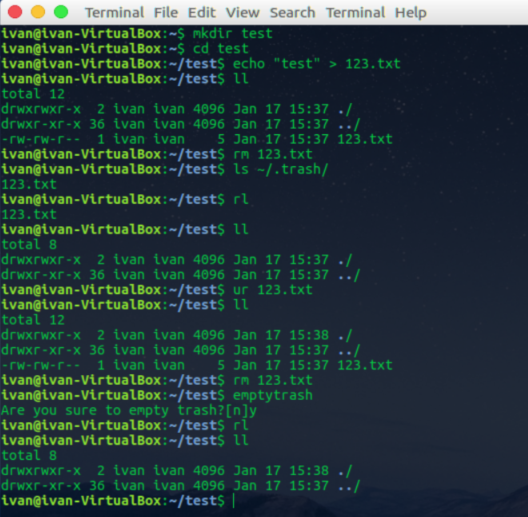 Terminal File Edit View Search Terminal Help
ivan@ivan-VirtualBox:~$ mkdir test
ivan@ivan-VirtualBox:~$ cd test
ivan@ivan-VirtualBox:~/test$ echo "test" > 123.txt
ivan@ivan-VirtualBox:~/test$ ll
total 12
drwxrwxr-x  2 ivan ivan 4096 Jan 17 15:37 ./
drwxr-xr-x 36 ivan ivan 4096 Jan 17 15:37 ../
-rw-rw-r--  1 ivan ivan    5 Jan 17 15:37 123.txt
ivan@ivan-VirtualBox:~/test$ rm 123.txt
ivan@ivan-VirtualBox:~/test$ ls ~/.trash/
123.txt
ivan@ivan-VirtualBox:~/test$ rl
123.txt
ivan@ivan-VirtualBox:~/test$ ll
total 8
drwxrwxr-x  2 ivan ivan 4096 Jan 17 15:37 ./
drwxr-xr-x 36 ivan ivan 4096 Jan 17 15:37 ../
ivan@ivan-VirtualBox:~/test$ ur 123.txt
ivan@ivan-VirtualBox:~/test$ ll
total 12
drwxrwxr-x  2 ivan ivan 4096 Jan 17 15:38 ./
drwxr-xr-x 36 ivan ivan 4096 Jan 17 15:37 ../
-rw-rw-r--  1 ivan ivan    5 Jan 17 15:37 123.txt
ivan@ivan-VirtualBox:~/test$ rm 123.txt
ivan@ivan-VirtualBox:~/test$ emptytrash
Are you sure to empty trash?[n]y
ivan@ivan-VirtualBox:~/test$ rl
ivan@ivan-VirtualBox:~/test$ ll
total 8
drwxrwxr-x  2 ivan ivan 4096 Jan 17 15:38 ./
drwxr-xr-x 36 ivan ivan 4096 Jan 17 15:37 ../
ivan@ivan-VirtualBox:~/test$